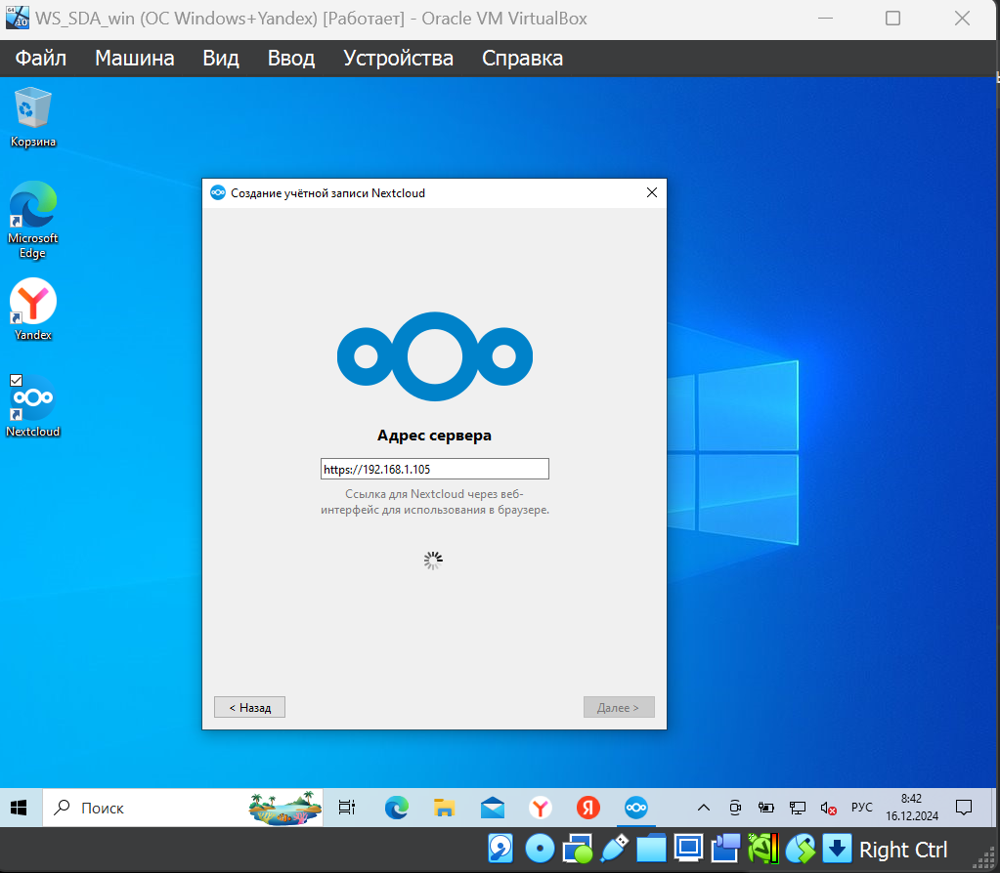 WS_SDA_win (ОС Windows+Yandex) [Работает] - Oracle VM VirtualBox
Файл Машина Вид Ввод Устройства Справка
Корзина
Microsoft
Edge
Yandex
Nextcloud
Создание учётной записи Nextcloud
Адрес сервера
https://192.168.1.105
Ссылка для Nextcloud через веб-
интерфейс для использования в браузере.
< Назад
Далее >
Поиск
РУС
8:42
16.12.2024
Right Ctrl